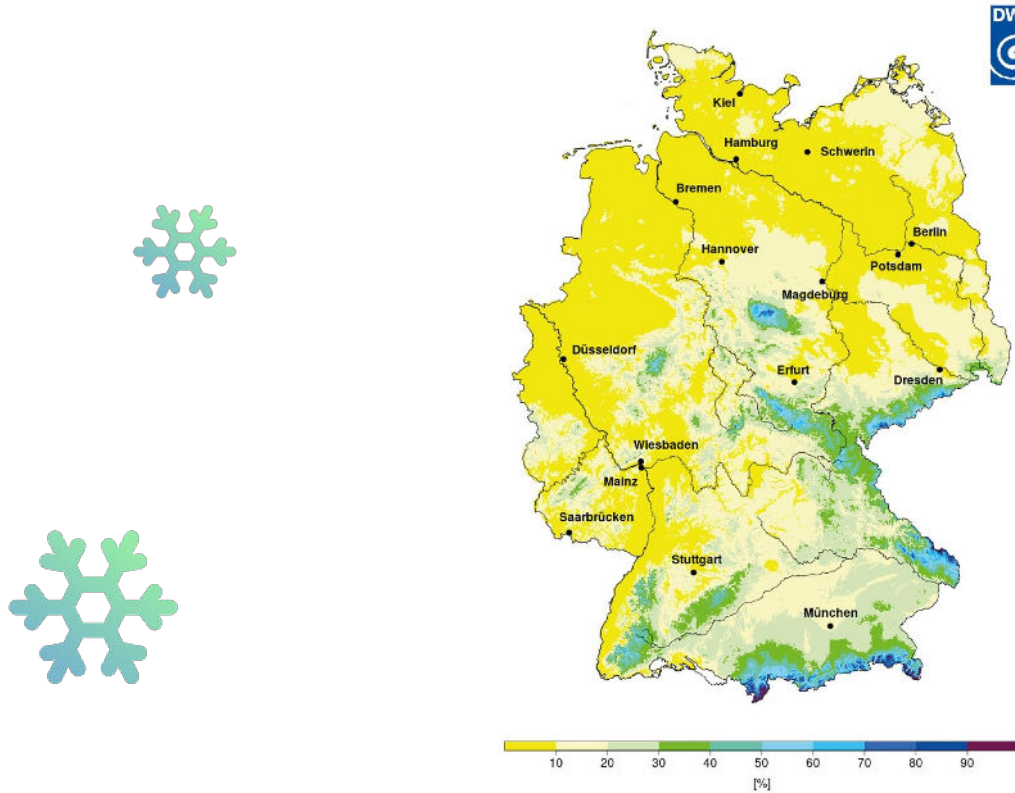 DW
Kiel
Hamburg
Schwerin
Bremen
Berlin
Hannover
Potsdam
Magdeburg
Düsseldorf
Erfurt
Dresden
Wiesbaden
Mainz
Saarbrücken
Stuttgart
München
10 20 30 40 50 60 70 80 90
[%]